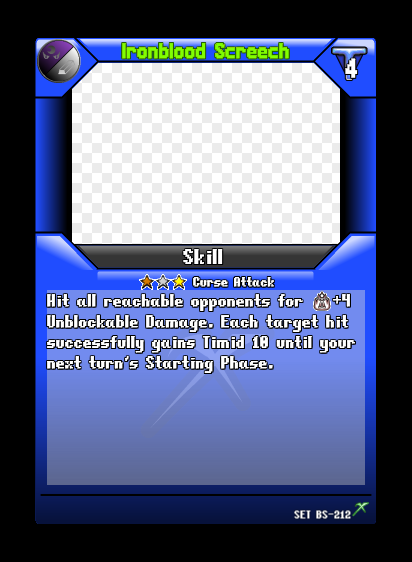 Ironblood Screech
4
Skill
Curse Attack
Hit all reachable opponents for +4
Unblockable Damage. Each target hit
successfully gains Timid 10 until your
next turn's Starting Phase.
SET BS-212